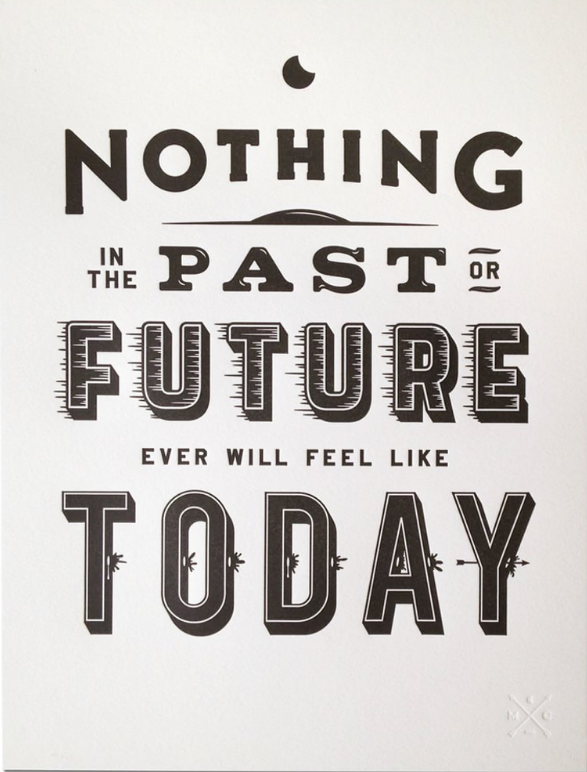 NOTHING
IN THE PAST OR
FUTURE
EVER WILL FEEL LIKE
TODAY